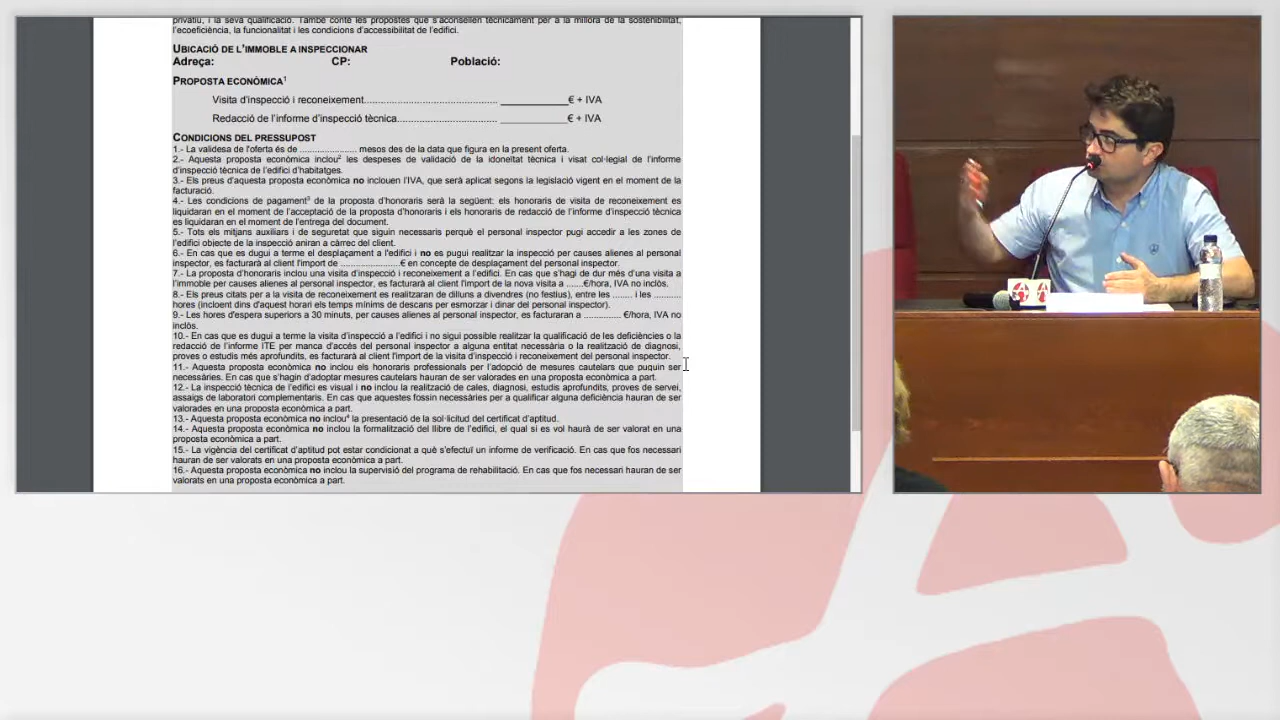 privatiu, i la seva qualificació. També conté les propostes que s'aconsellen tècnicament per a la millora de la sostenibilitat,
l'ecoeficiència, la funcionalitat i les condicions d'accessibilitat de l'edifici.
UBICACIÓ DE L'IMMOBLE A INSPECCIONAR
Adreça: CP: Població:
PROPOSTA ECONÒMICA¹
Visita d'inspecció i reconeixement................................................ ____________€ + IVA
Redacció de l'informe d'inspecció tècnica.................................... ____________€ + IVA
CONDICIONS DEL PRESSUPOST
1.- La validesa de l'oferta és de ..................... mesos des de la data que figura en la present oferta.
2.- Aquesta proposta econòmica inclou² les despeses de validació de la idoneïtat tècnica i visat col·legial de l'informe
d'inspecció tècnica de l'edifici d'habitatges.
3.- Els preus d'aquesta proposta econòmica no inclouen l'IVA, que serà aplicat segons la legislació vigent en el moment de la
facturació.
4.- Les condicions de pagament³ de la proposta d'honoraris serà la següent: els honoraris de visita de reconeixement es
liquidaran en el moment de l'acceptació de la proposta d'honoraris i els honoraris de redacció de l'informe d'inspecció tècnica
es liquidaran en el moment de l'entrega del document.
5.- Tots els mitjans auxiliars i de seguretat que siguin necessaris perquè el personal inspector pugi accedir a les zones de
l'edifici objecte de la inspecció aniran a càrrec del client.
6.- En cas que es dugui a terme el desplaçament a l'edifici i no es pugui realitzar la inspecció per causes alienes al personal
inspector, es facturarà al client l'import de ......................€ en concepte de desplaçament del personal inspector.
7.- La proposta d'honoraris inclou una visita d'inspecció i reconeixement a l'edifici. En cas que s'hagi de dur més d'una visita a
l'immoble per causes alienes al personal inspector, es facturarà al client l'import de la nova visita a ......€/hora, IVA no inclòs.
8.- Els preus citats per a la visita de reconeixement es realitzaran de dilluns a divendres (no festius), entre les ....... i les ..........
hores (incloent dins d'aquest horari els temps mínims de descans per esmorzar i dinar del personal inspector).
9.- Les hores d'espera superiors a 30 minuts, per causes alienes al personal inspector, es facturaran a .............. €/hora, IVA no
inclòs.
10.- En cas que es dugui a terme la visita d'inspecció a l'edifici i no sigui possible realitzar la qualificació de les deficiències o la
redacció de l'informe ITE per manca d'accés del personal inspector a alguna entitat necessària o la realització de diagnosi,
proves o estudis més aprofundits, es facturarà al client l'import de la visita d'inspecció i reconeixement del personal inspector.
11.- Aquesta proposta econòmica no inclou els honoraris professionals per l'adopció de mesures cautelars que puguin ser
necessàries. En cas que s'hagin d'adoptar mesures cautelars hauran de ser valorades en una proposta econòmica a part.
12.- La inspecció tècnica de l'edifici es visual i no inclou la realització de cales, diagnosi, estudis aprofundits, proves de servei,
assaigs de laboratori complementaris. En cas que aquestes fossin necessàries per a qualificar alguna deficiència hauran de ser
valorades en una proposta econòmica a part.
13.- Aquesta proposta econòmica no inclou⁴ la presentació de la sol·licitud del certificat d'aptitud.
14.- Aquesta proposta econòmica no inclou la formalització del llibre de l'edifici, el qual si es vol haurà de ser valorat en una
proposta econòmica a part.
15.- La vigència del certificat d'aptitud pot estar condicionat a què s'efectuï un informe de verificació. En cas que fos necessari
hauran de ser valorats en una proposta econòmica a part.
16.- Aquesta proposta econòmica no inclou la supervisió del programa de rehabilitació. En cas que fos necessari hauran de ser
valorats en una proposta econòmica a part.